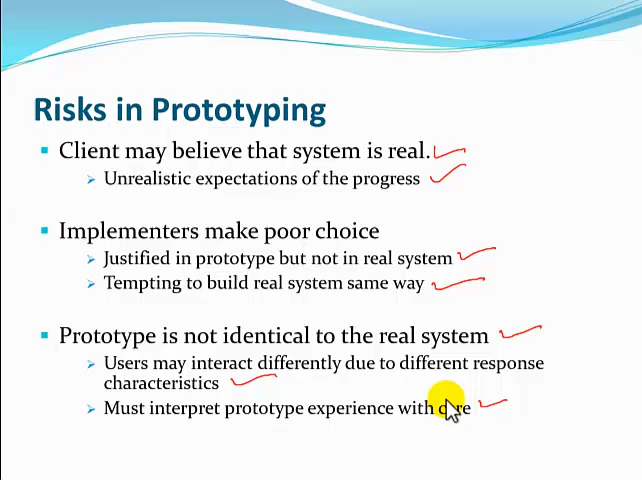 Risks in Prototyping
Client may believe that system is real.
Unrealistic expectations of the progress
Implementers make poor choice
Justified in prototype but not in real system
Tempting to build real system same way
Prototype is not identical to the real system
Users may interact differently due to different response
characteristics
Must interpret prototype experience with care